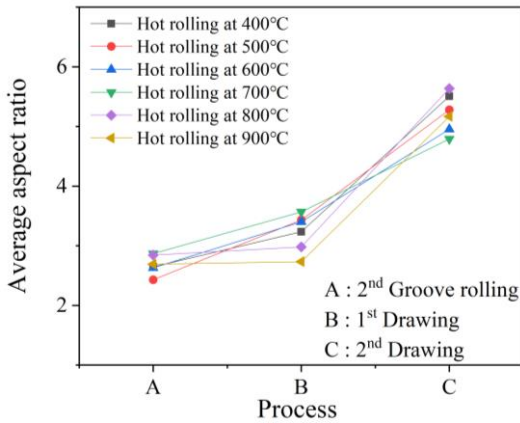 Hot rolling at 400℃
Hot rolling at 500℃
Hot rolling at 600℃
Hot rolling at 700℃
Hot rolling at 800℃
Hot rolling at 900℃
6
4
2
Average aspect ratio
A : 2nd Groove rolling
B : 1st Drawing
C : 2nd Drawing
A B C
Process